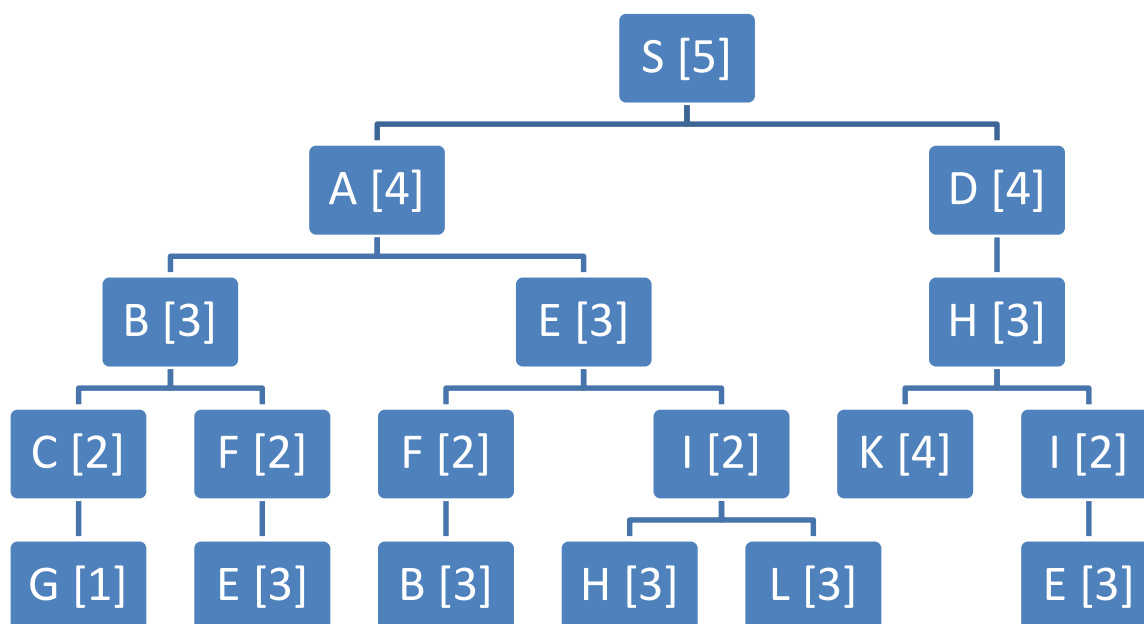 S [5]
A [4]
D [4]
B [3]
E [3]
H [3]
C [2]
F [2]
F [2]
I [2]
K [4]
I [2]
G [1]
E [3]
B [3]
H [3]
L [3]
E [3]